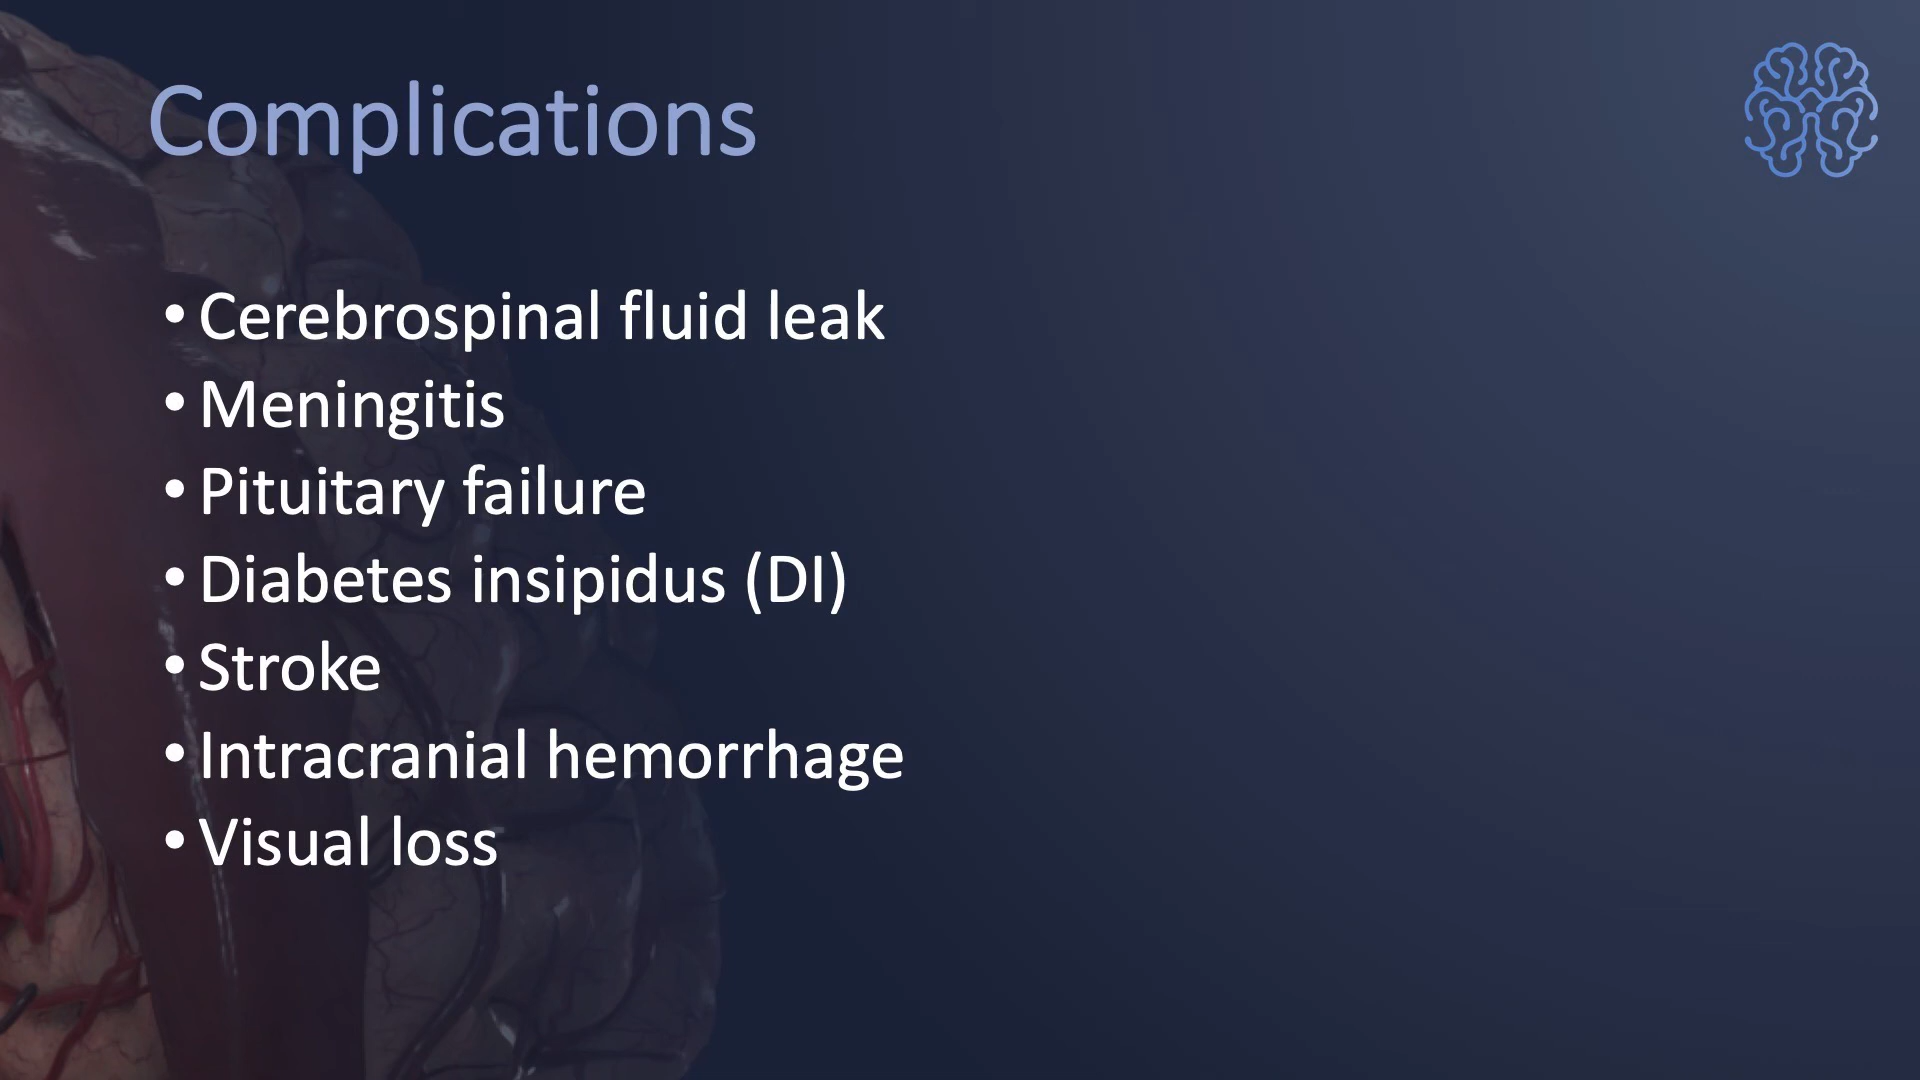 Complications
• Cerebrospinal fluid leak
• Meningitis
• Pituitary failure
• Diabetes insipidus (DI)
• Stroke
• Intracranial hemorrhage
• Visual loss